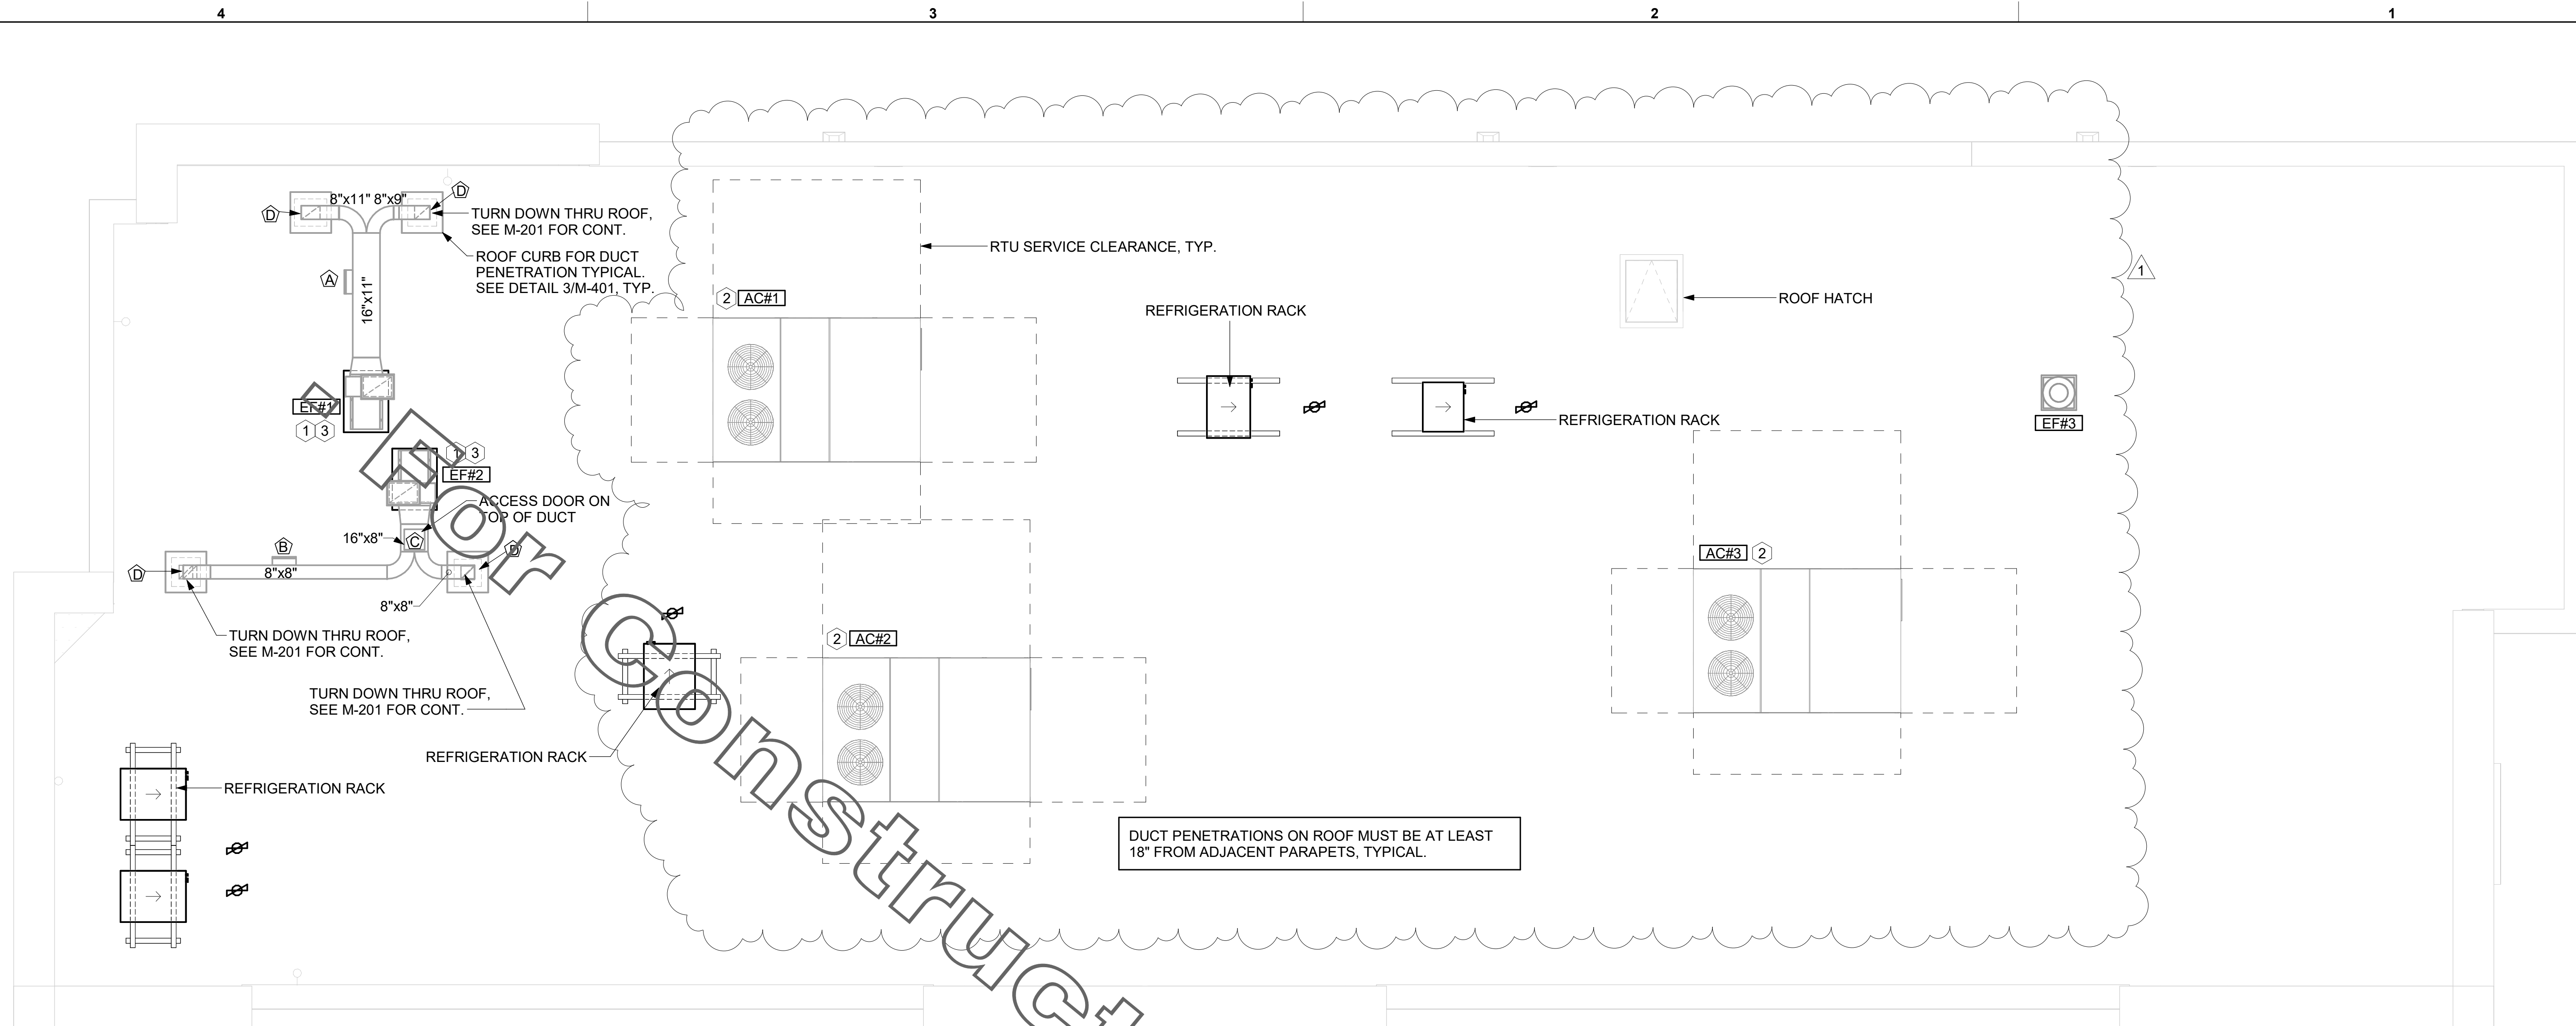 4
3
2
1
8"x11" 8"x9"
D
D
TURN DOWN THRU ROOF,
SEE M-201 FOR CONT.
ROOF CURB FOR DUCT
PENETRATION TYPICAL.
SEE DETAIL 3/M-401, TYP.
A
16"x11"
EF#1
1 3
1 3
EF#2
ACCESS DOOR ON
TOP OF DUCT
16"x8"
C
B
D
D
8"x8"
8"x8"
TURN DOWN THRU ROOF,
SEE M-201 FOR CONT.
TURN DOWN THRU ROOF,
SEE M-201 FOR CONT.
REFRIGERATION RACK
REFRIGERATION RACK
RTU SERVICE CLEARANCE, TYP.
2 AC#1
2 AC#2
REFRIGERATION RACK
REFRIGERATION RACK
ROOF HATCH
1
EF#3
AC#3 2
DUCT PENETRATIONS ON ROOF MUST BE AT LEAST
18" FROM ADJACENT PARAPETS, TYPICAL.
For Construct